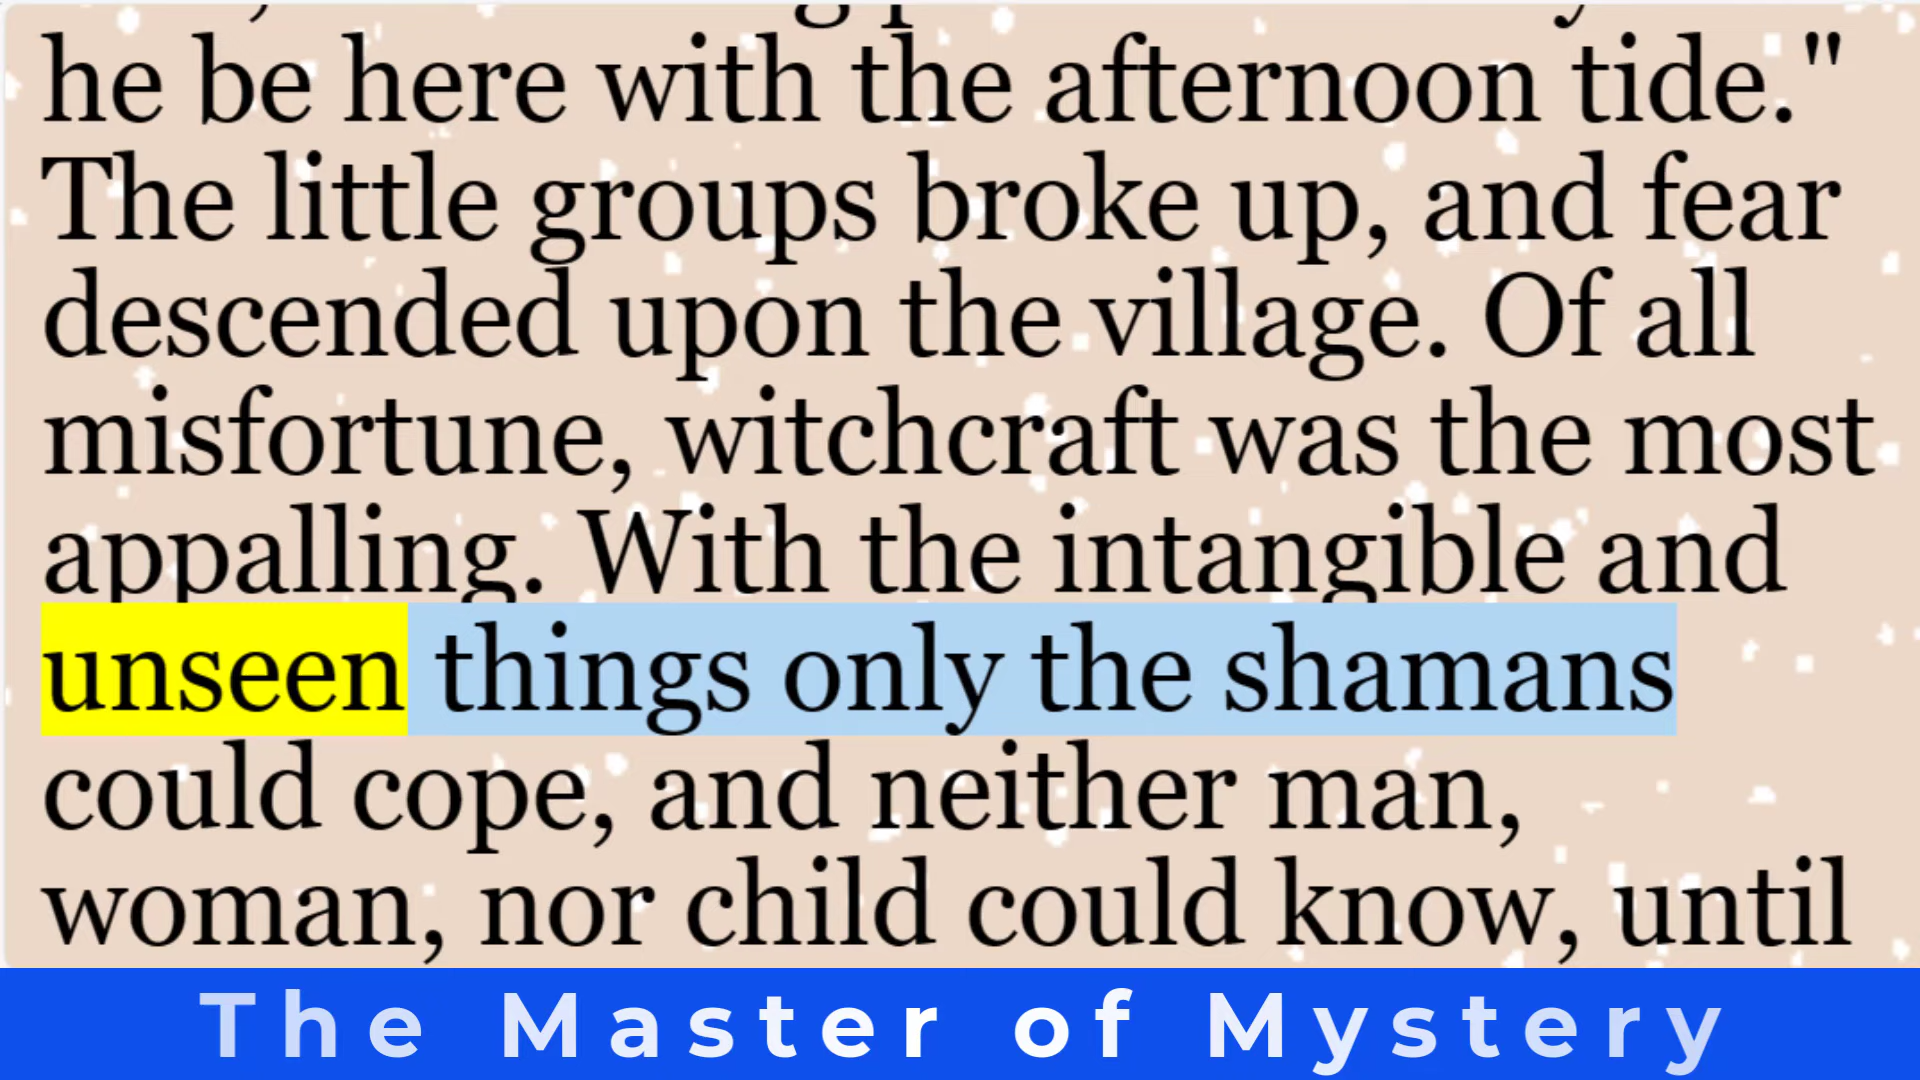 he be here with the afternoon tide."
The little groups broke up, and fear
descended upon the village. Of all
misfortune, witchcraft was the most
appalling. With the intangible and
unseen things only the shamans
could cope, and neither man,
woman, nor child could know, until
The Master of Mystery